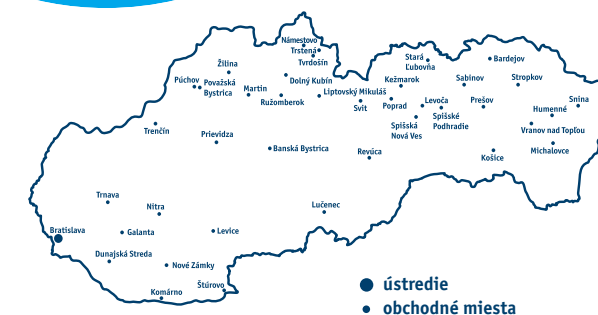 Námestovo
Trstená
Tvrdošín
Stará
Ľubovňa
Bardejov
Žilina
Púchov
Považská
Bystrica
Martin
Dolný Kubín
Ružomberok
Liptovský Mikuláš
Svit
Kežmarok
Poprad
Levoča
Spišské
Podhradie
Spišská
Nová Ves
Sabinov
Prešov
Stropkov
Snina
Humenné
Vranov nad Topľou
Michalovce
Košice
Trenčín
Prievidza
Banská Bystrica
Revúca
Trnava
Nitra
Lučenec
Bratislava
Galanta
Levice
Dunajská Streda
Nové Zámky
Štúrovo
Komárno
ústredie
obchodné miesta